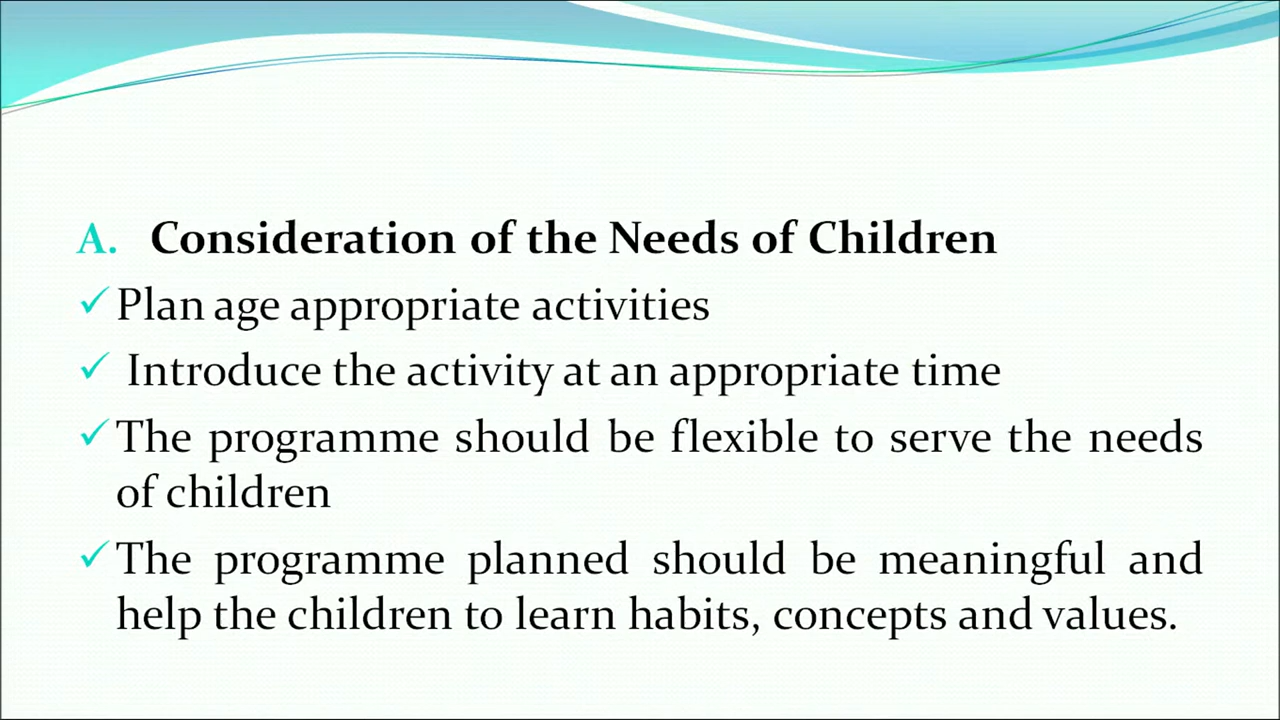 A. Consideration of the Needs of Children
✓ Plan age appropriate activities
✓ Introduce the activity at an appropriate time
✓ The programme should be flexible to serve the needs
of children
✓ The programme planned should be meaningful and
help the children to learn habits, concepts and values.